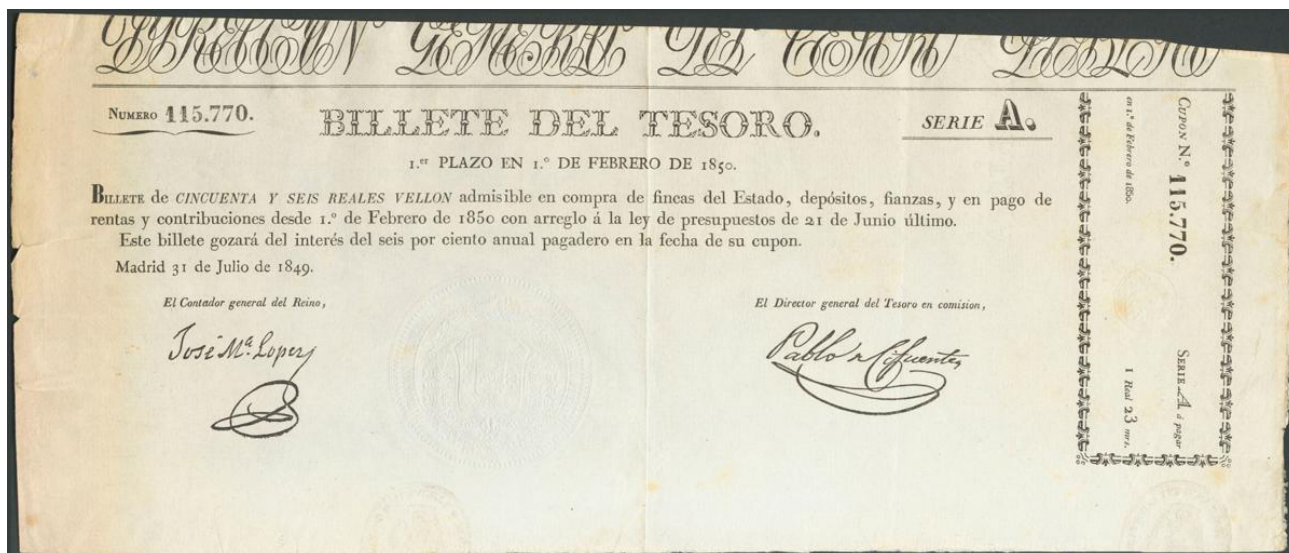 DIRECCION GENERAL DEL TESORO PUBLICO
NUMERO 115.770.
BILLETE DEL TESORO.
SERIE A.
1.er PLAZO EN 1.º DE FEBRERO DE 1850.
BILLETE de CINCUENTA Y SEIS REALES VELLON admisible en compra de fincas del Estado, depósitos, fianzas, y en pago de
rentas y contribuciones desde 1.º de Febrero de 1850 con arreglo á la ley de presupuestos de 21 de Junio último.
Este billete gozará del interés del seis por ciento anual pagadero en la fecha de su cupon.
Madrid 31 de Julio de 1849.
El Contador general del Reino,
José Mª Lopez
El Director general del Tesoro en comision,
Pablo de Cifuentes
CUPON N.º 115.770. SERIE A á pagar
en 1.º de Febrero de 1850. 1 Real 23 mrs.